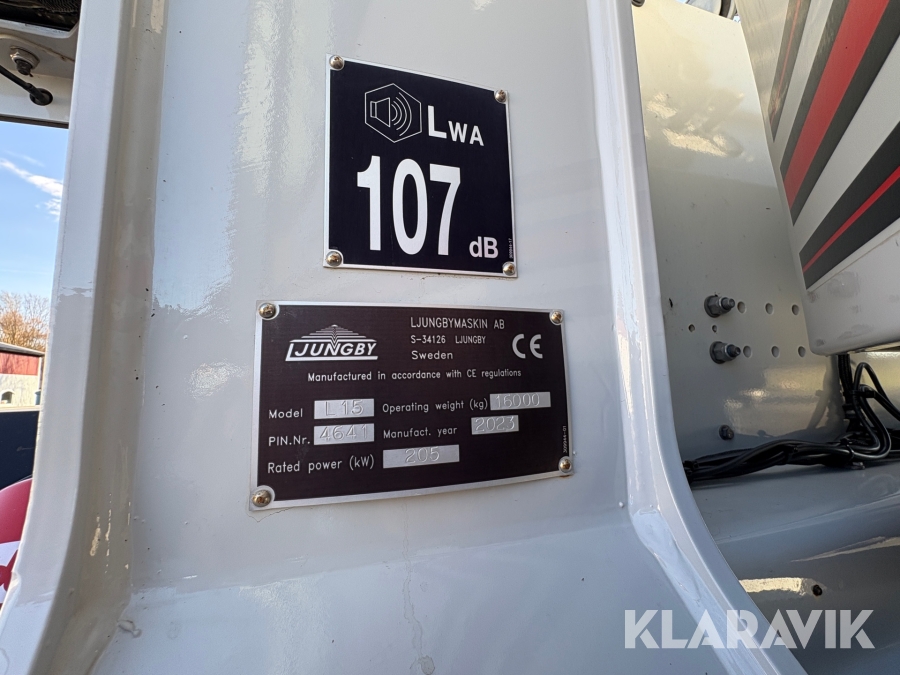 LWA
107
dB
LJUNGBY
LJUNGBYMASKIN AB
S-34126 LJUNGBY
Sweden
CE
Manufactured in accordance with CE regulations
Model L15 Operating weight (kg) 16000
PIN.Nr. 4641 Manufact. year 2023
Rated power (kW) 205
KLARAVIK